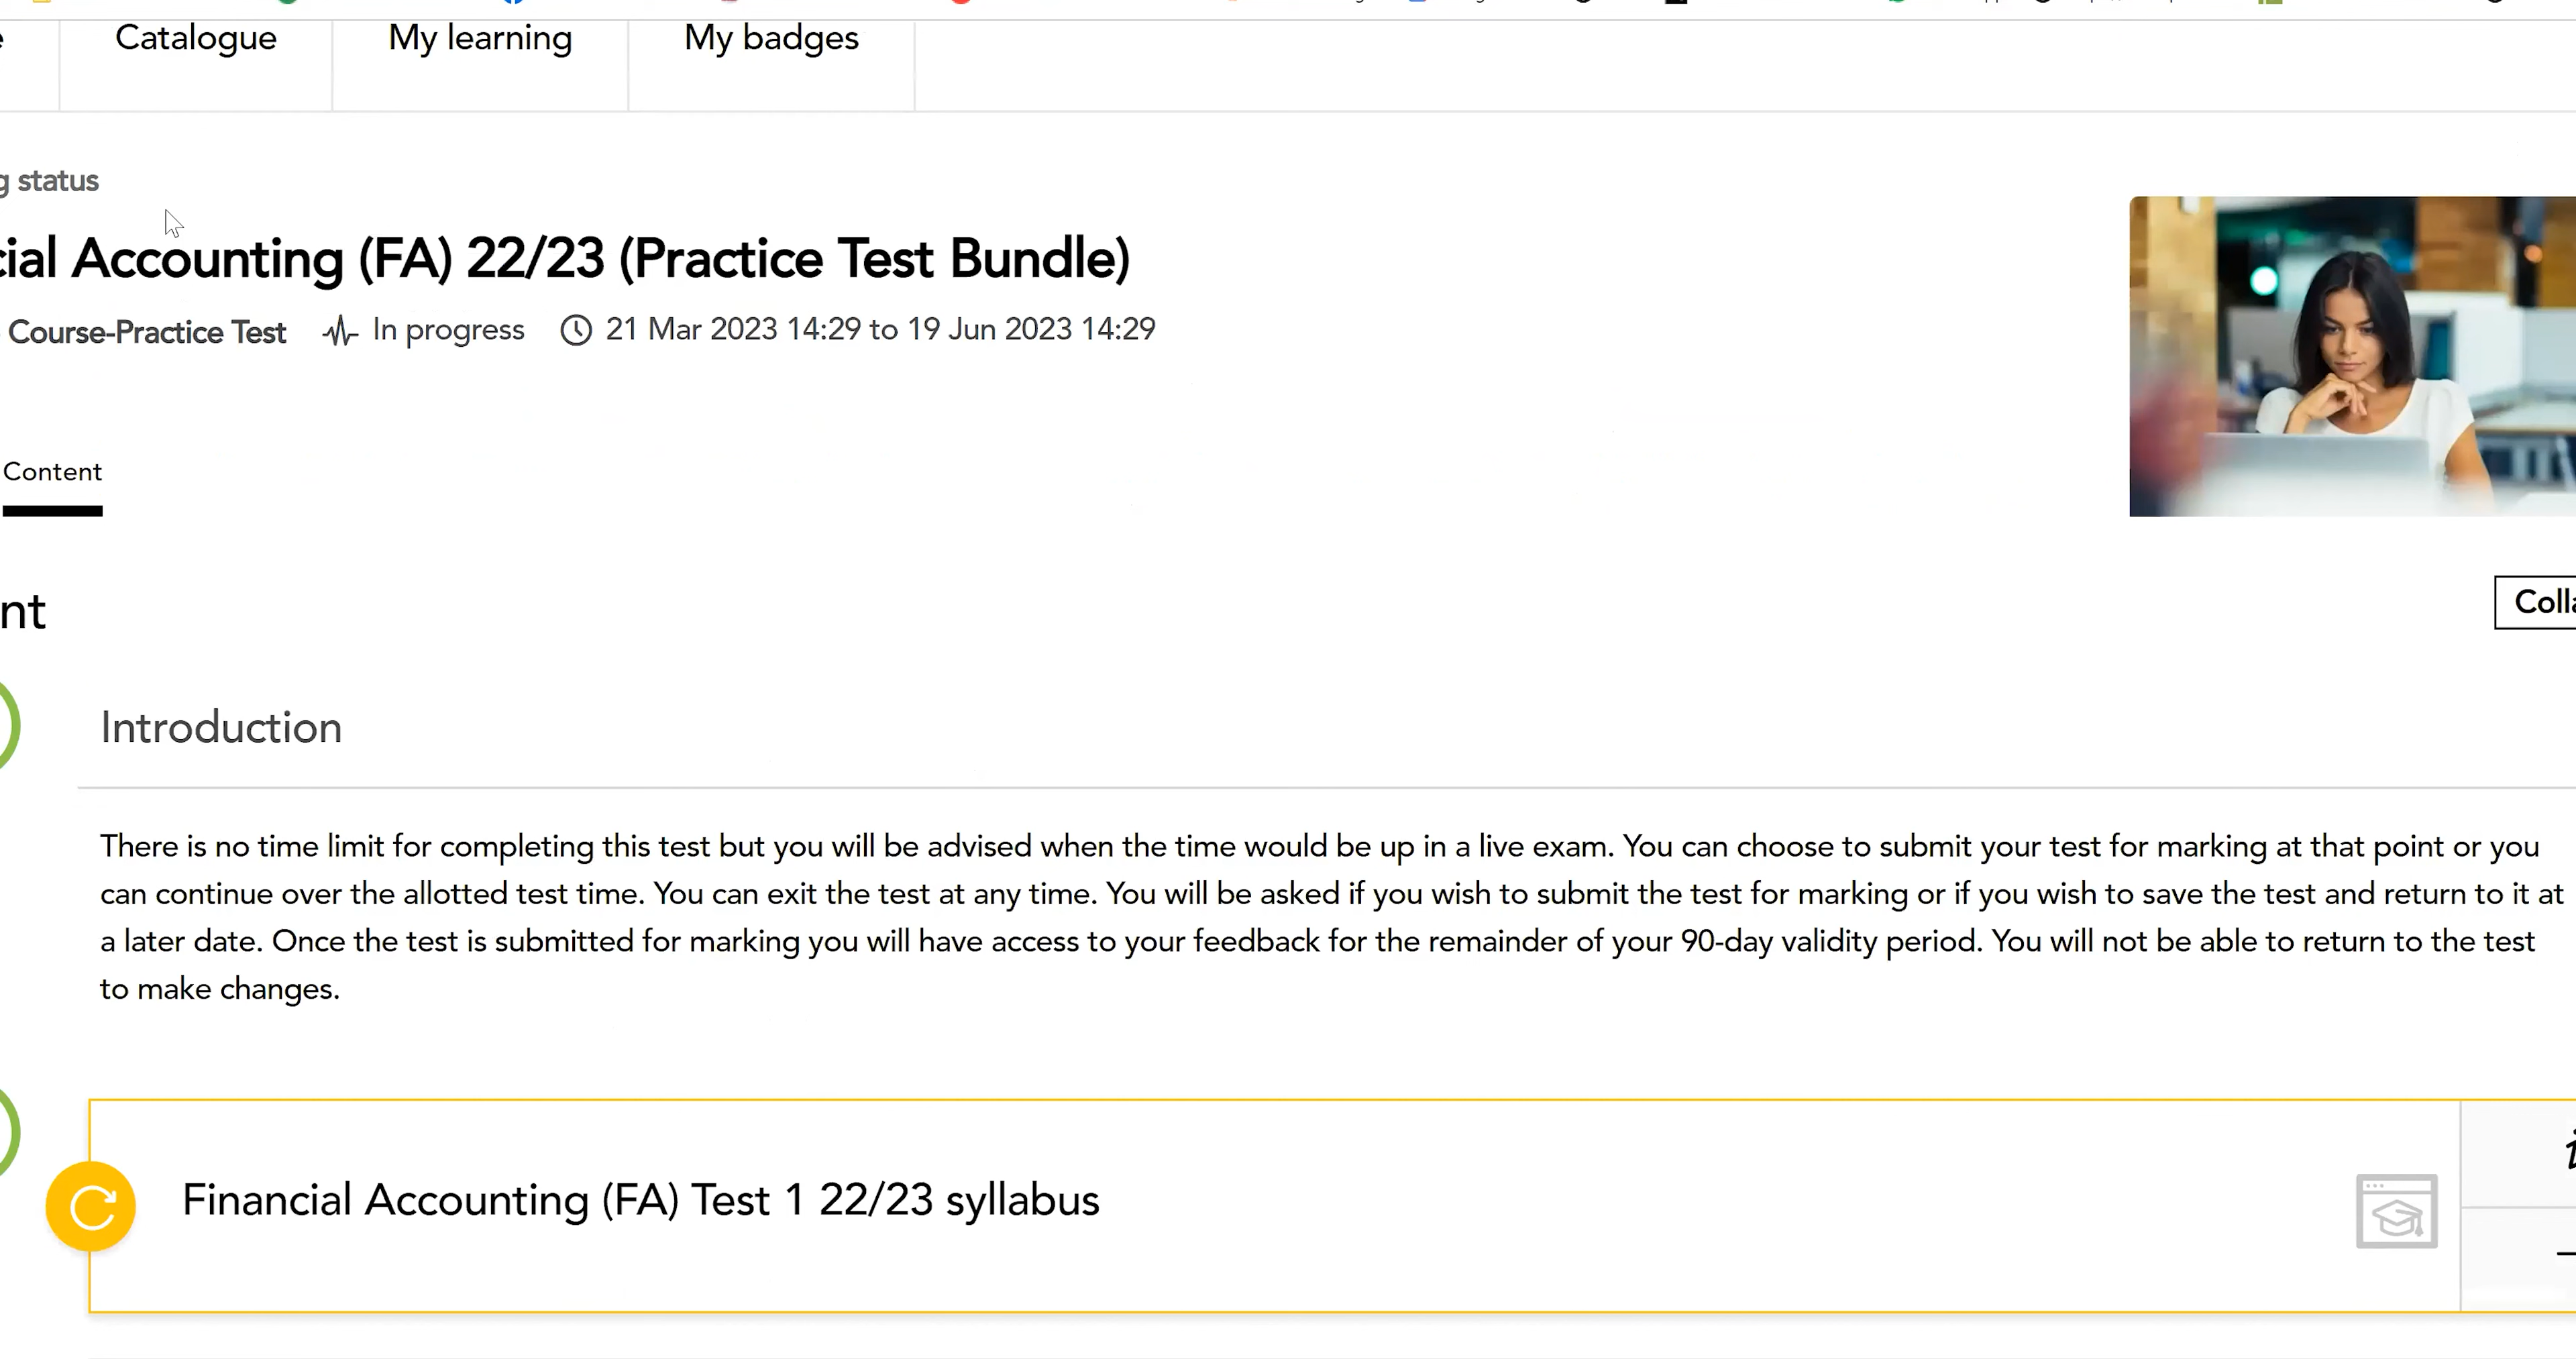 Catalogue My learning My badges
status
Accounting (FA) 22/23 (Practice Test Bundle)
Course-Practice Test In progress 21 Mar 2023 14:29 to 19 Jun 2023 14:29
Content
Introduction
There is no time limit for completing this test but you will be advised when the time would be up in a live exam. You can choose to submit your test for marking at that point or you
can continue over the allotted test time. You can exit the test at any time. You will be asked if you wish to submit the test for marking or if you wish to save the test and return to it at
a later date. Once the test is submitted for marking you will have access to your feedback for the remainder of your 90-day validity period. You will not be able to return to the test
to make changes.
Financial Accounting (FA) Test 1 22/23 syllabus